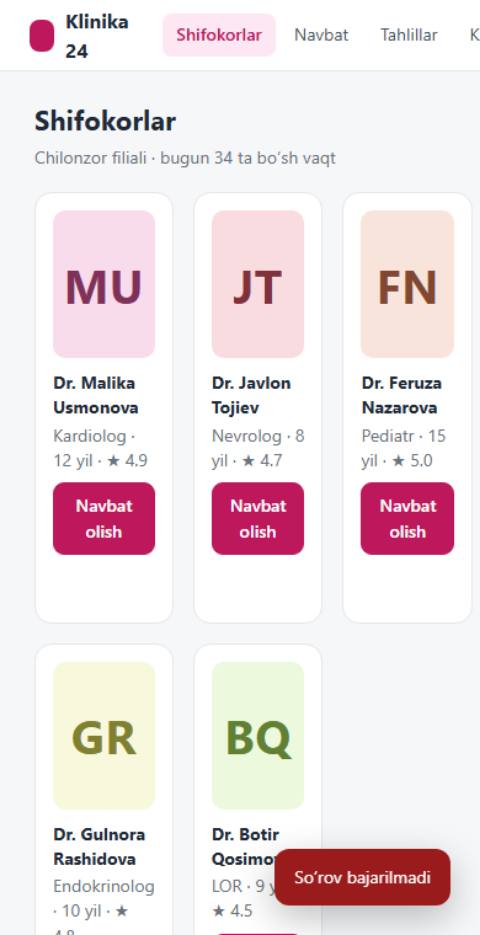 Klinika
24
Shifokorlar
Navbat
Tahlillar
K
Shifokorlar
Chilonzor filiali · bugun 34 ta bo‘sh vaqt
MU
JT
FN
Dr. Malika
Usmonova
Kardiolog ·
12 yil · ★ 4.9
Navbat
olish
Dr. Javlon
Tojiev
Nevrolog · 8
yil · ★ 4.7
Navbat
olish
Dr. Feruza
Nazarova
Pediatr · 15
yil · ★ 5.0
Navbat
olish
GR
BQ
Dr. Gulnora
Rashidova
Endokrinolog
· 10 yil · ★
Dr. Botir
LOR · 9
★ 4.5
So‘rov bajarilmadi